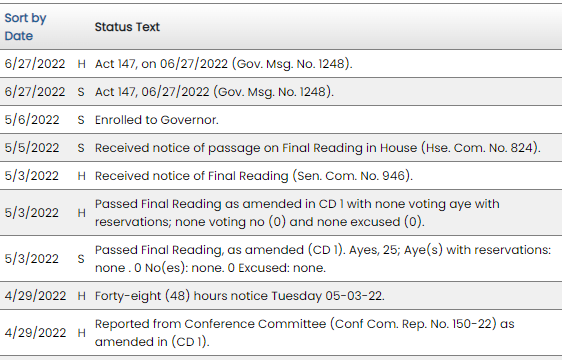 Sort by
Date
Status Text
6/27/2022 H Act 147, on 06/27/2022 (Gov. Msg. No. 1248).
6/27/2022 S Act 147, 06/27/2022 (Gov. Msg. No. 1248).
5/6/2022 S Enrolled to Governor.
5/5/2022 S Received notice of passage on Final Reading in House (Hse. Com. No. 824).
5/3/2022 H Received notice of Final Reading (Sen. Com. No. 946).
5/3/2022 H Passed Final Reading as amended in CD 1 with none voting aye with
reservations; none voting no (0) and none excused (0).
5/3/2022 S Passed Final Reading, as amended (CD 1). Ayes, 25; Aye(s) with reservations:
none . 0 No(es): none. 0 Excused: none.
4/29/2022 H Forty-eight (48) hours notice Tuesday 05-03-22.
4/29/2022 H Reported from Conference Committee (Conf Com. Rep. No. 150-22) as
amended in (CD 1).